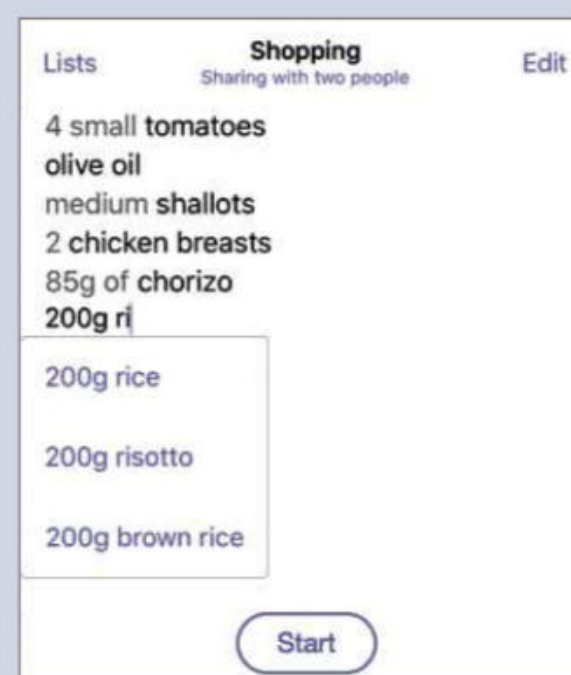 Lists
Shopping
Edit
Sharing with two people
4 small tomatoes
olive oil
medium shallots
2 chicken breasts
85g of chorizo
200g ri
200g rice
200g risotto
200g brown rice
Start